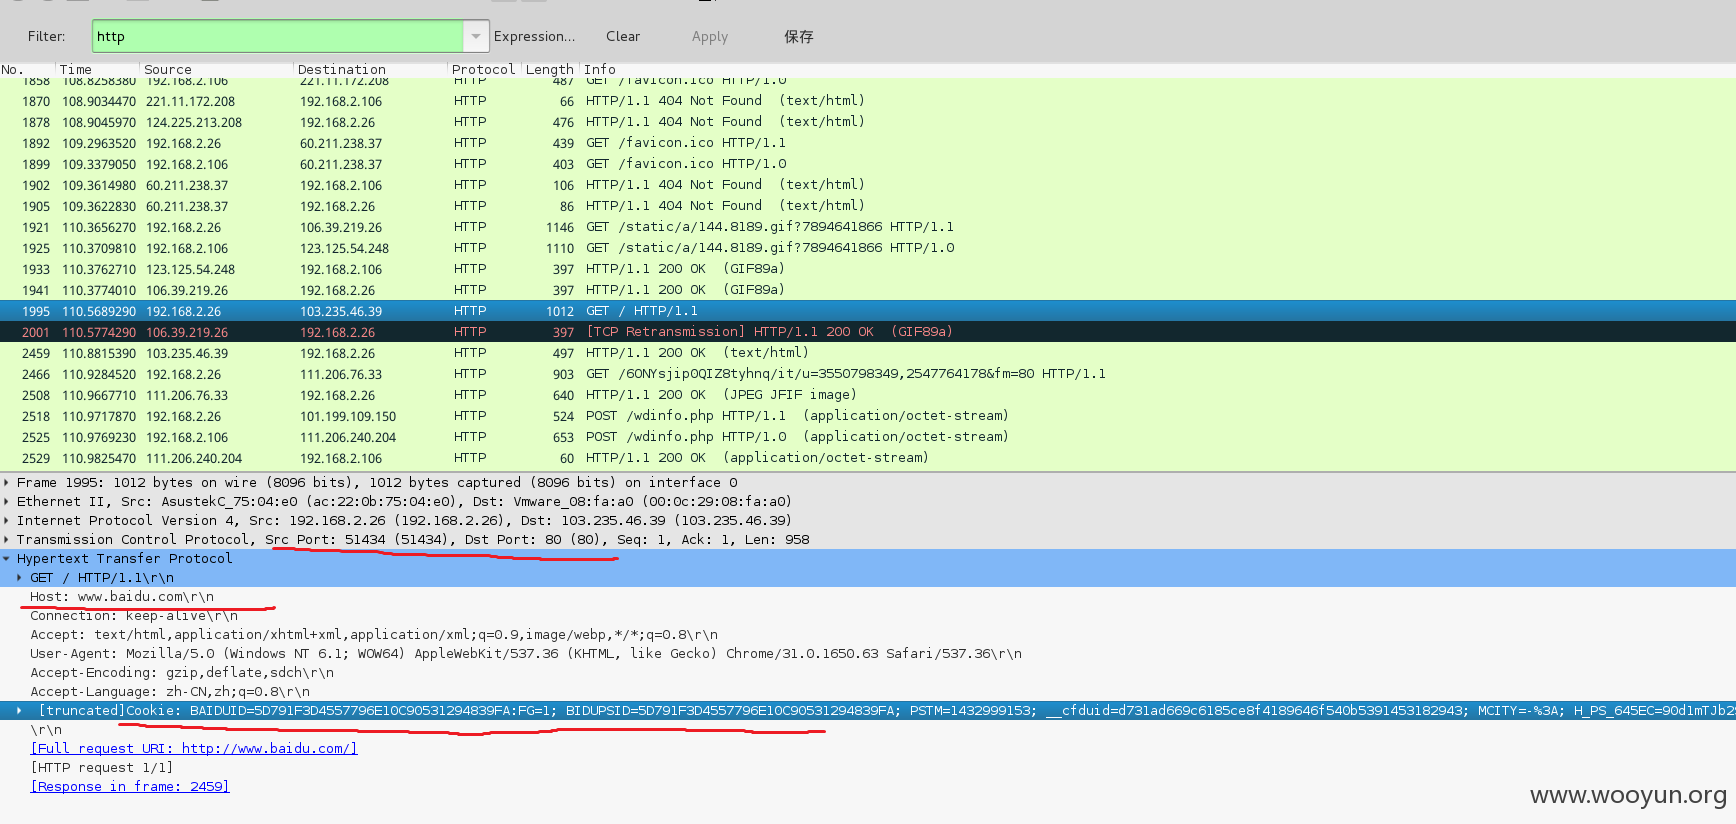 Filter: http Expression... Clear Apply 保存
No. Time Source Destination Protocol Length Info
1858 108.8258380 192.168.2.106 221.11.172.208 HTTP 487 GET /favicon.ico HTTP/1.0
1870 108.9034470 221.11.172.208 192.168.2.106 HTTP 66 HTTP/1.1 404 Not Found (text/html)
1878 108.9045970 124.225.213.208 192.168.2.26 HTTP 476 HTTP/1.1 404 Not Found (text/html)
1892 109.2963520 192.168.2.26 60.211.238.37 HTTP 439 GET /favicon.ico HTTP/1.1
1899 109.3379050 192.168.2.106 60.211.238.37 HTTP 403 GET /favicon.ico HTTP/1.0
1902 109.3614980 60.211.238.37 192.168.2.106 HTTP 106 HTTP/1.1 404 Not Found (text/html)
1905 109.3622830 60.211.238.37 192.168.2.26 HTTP 86 HTTP/1.1 404 Not Found (text/html)
1921 110.3656270 192.168.2.26 106.39.219.26 HTTP 1146 GET /static/a/144.8189.gif?7894641866 HTTP/1.1
1925 110.3709810 192.168.2.106 123.125.54.248 HTTP 1110 GET /static/a/144.8189.gif?7894641866 HTTP/1.0
1933 110.3762710 123.125.54.248 192.168.2.106 HTTP 397 HTTP/1.1 200 OK (GIF89a)
1941 110.3774010 106.39.219.26 192.168.2.26 HTTP 397 HTTP/1.1 200 OK (GIF89a)
1995 110.5689290 192.168.2.26 103.235.46.39 HTTP 1012 GET / HTTP/1.1
2001 110.5774290 106.39.219.26 192.168.2.26 HTTP 397 [TCP Retransmission] HTTP/1.1 200 OK (GIF89a)
2459 110.8815390 103.235.46.39 192.168.2.26 HTTP 497 HTTP/1.1 200 OK (text/html)
2466 110.9284520 192.168.2.26 111.206.76.33 HTTP 903 GET /6ONYsjip0QIZ8tyhnq/it/u=3550798349,2547764178&fm=80 HTTP/1.1
2508 110.9667710 111.206.76.33 192.168.2.26 HTTP 640 HTTP/1.1 200 OK (JPEG JFIF image)
2518 110.9717870 192.168.2.26 101.199.109.150 HTTP 524 POST /wdinfo.php HTTP/1.1 (application/octet-stream)
2525 110.9769230 192.168.2.106 111.206.240.204 HTTP 653 POST /wdinfo.php HTTP/1.0 (application/octet-stream)
2529 110.9825470 111.206.240.204 192.168.2.106 HTTP 60 HTTP/1.1 200 OK (application/octet-stream)
Frame 1995: 1012 bytes on wire (8096 bits), 1012 bytes captured (8096 bits) on interface 0
Ethernet II, Src: AsustekC_75:04:e0 (ac:22:0b:75:04:e0), Dst: Vmware_08:fa:a0 (00:0c:29:08:fa:a0)
Internet Protocol Version 4, Src: 192.168.2.26 (192.168.2.26), Dst: 103.235.46.39 (103.235.46.39)
Transmission Control Protocol, Src Port: 51434 (51434), Dst Port: 80 (80), Seq: 1, Ack: 1, Len: 958
Hypertext Transfer Protocol
GET / HTTP/1.1\r\n
Host: www.baidu.com\r\n
Connection: keep-alive\r\n
Accept: text/html,application/xhtml+xml,application/xml;q=0.9,image/webp,*/*;q=0.8\r\n
User-Agent: Mozilla/5.0 (Windows NT 6.1; WOW64) AppleWebKit/537.36 (KHTML, like Gecko) Chrome/31.0.1650.63 Safari/537.36\r\n
Accept-Encoding: gzip,deflate,sdch\r\n
Accept-Language: zh-CN,zh;q=0.8\r\n
[truncated]Cookie: BAIDUID=5D791F3D4557796E10C90531294839FA:FG=1; BIDUPSID=5D791F3D4557796E10C90531294839FA; PSTM=1432999153; __cfduid=d731ad669c6185ce8f4189646f540b5391453182943; MCITY=-%3A; H_PS_645EC=90d1mTJb2
\r\n
[Full request URI: http://www.baidu.com/]
[HTTP request 1/1]
[Response in frame: 2459]
www.wooyun.org